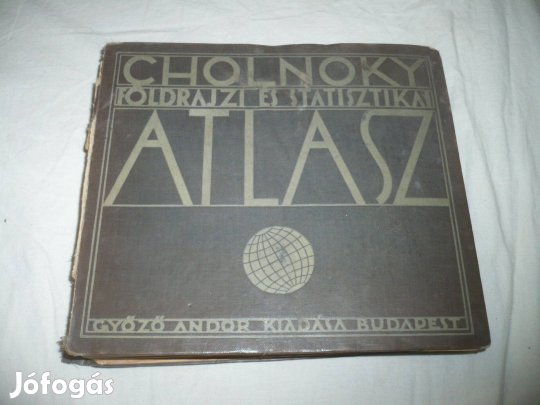 CHOLNOKY
FÖLDRAJZI ÉS STATISZTIKAI
ATLASZ
GYŐZŐ ANDOR KIADÁSA BUDAPEST
Jófogás